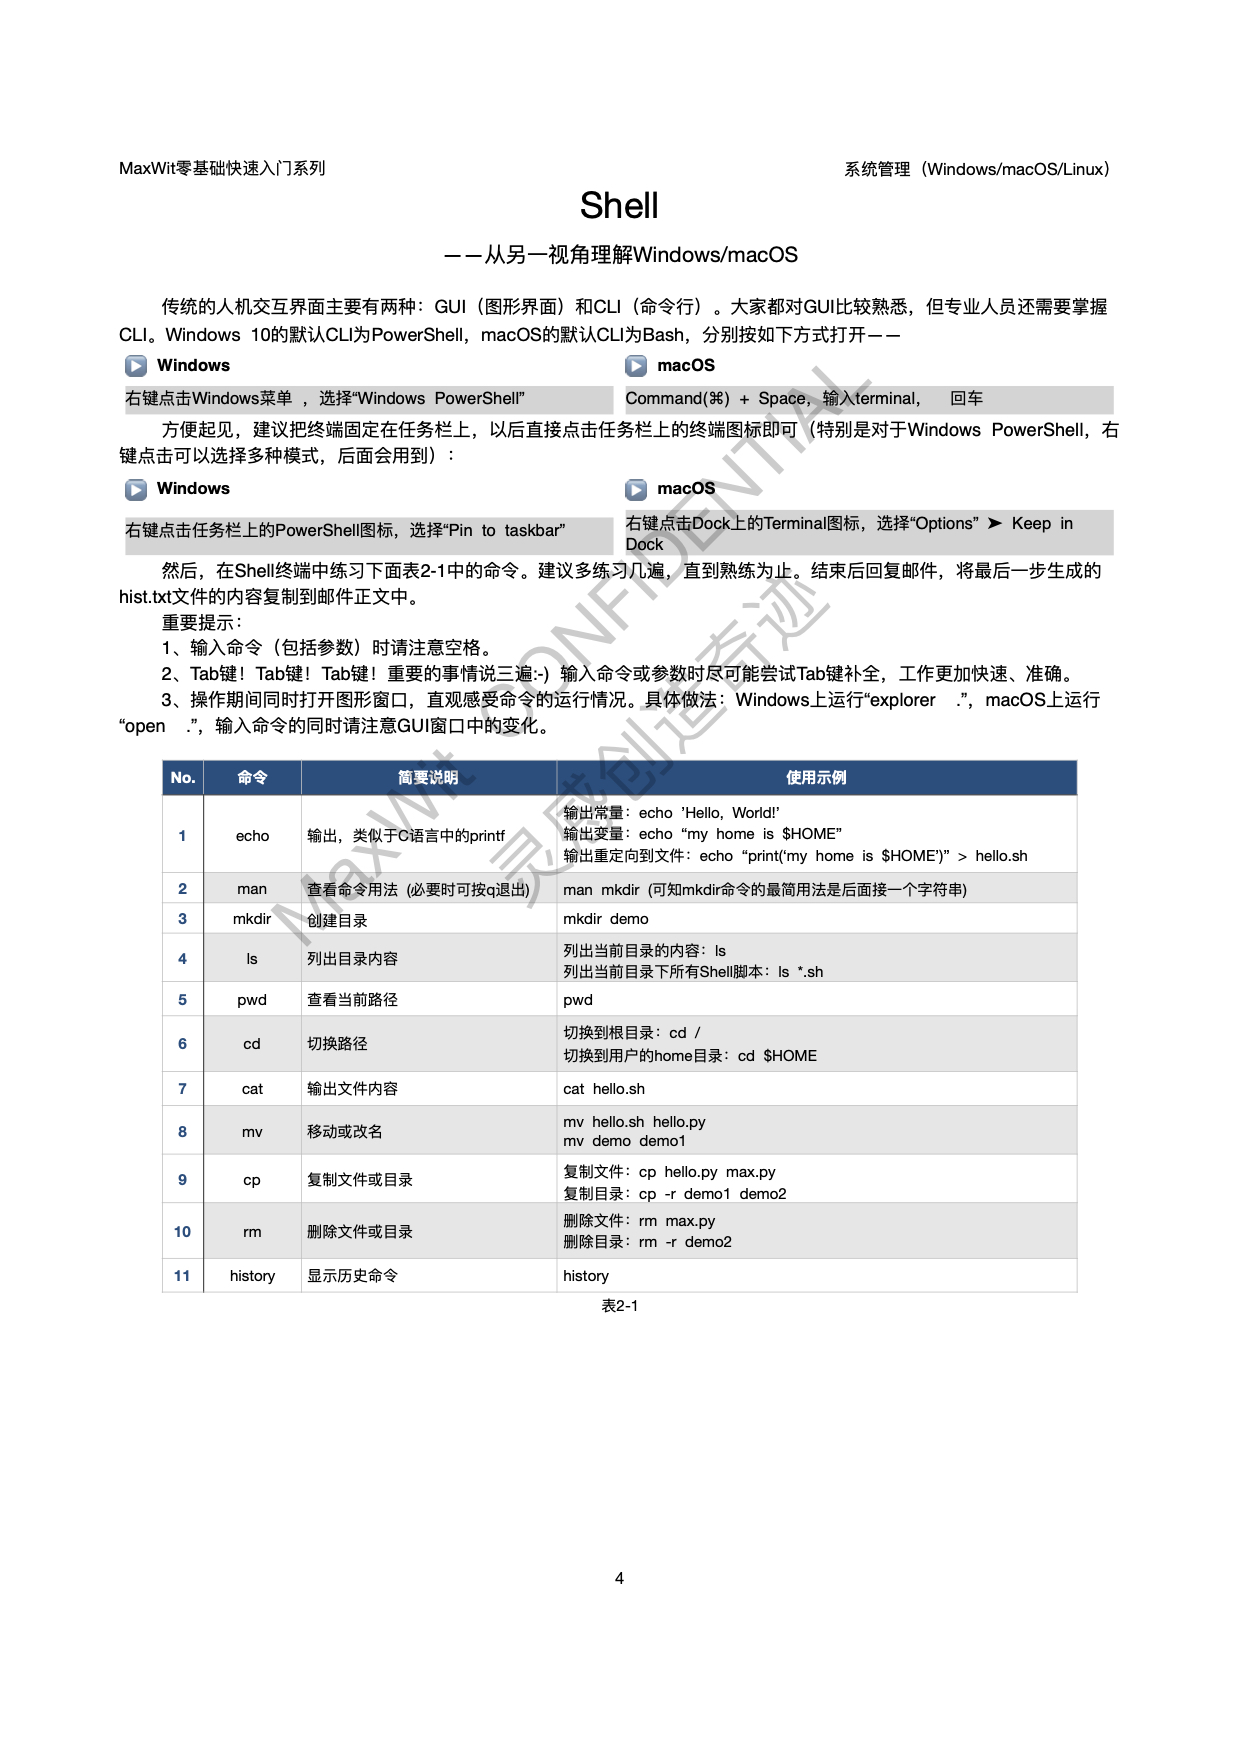 MaxWit零基础快速入门系列
系统管理（Windows/macOS/Linux）
Shell
——从另一视角理解Windows/macOS
传统的人机交互界面主要有两种：GUI（图形界面）和CLI（命令行）。大家都对GUI比较熟悉，但专业人员还需要掌握
CLI。Windows 10的默认CLI为PowerShell，macOS的默认CLI为Bash，分别按如下方式打开——
Windows
macOS
右键点击Windows菜单 ，选择“Windows PowerShell”
Command(⌘) + Space，输入terminal， 回车
方便起见，建议把终端固定在任务栏上，以后直接点击任务栏上的终端图标即可（特别是对于Windows PowerShell，右
键点击可以选择多种模式，后面会用到）：
Windows
macOS
右键点击任务栏上的PowerShell图标，选择“Pin to taskbar”
右键点击Dock上的Terminal图标，选择“Options” ➤ Keep in
Dock
然后，在Shell终端中练习下面表2-1中的命令。建议多练习几遍，直到熟练为止。结束后回复邮件，将最后一步生成的
hist.txt文件的内容复制到邮件正文中。
重要提示：
1、输入命令（包括参数）时请注意空格。
2、Tab键！Tab键！Tab键！重要的事情说三遍:-) 输入命令或参数时尽可能尝试Tab键补全，工作更加快速、准确。
3、操作期间同时打开图形窗口，直观感受命令的运行情况。具体做法：Windows上运行“explorer .”，macOS上运行
“open .”，输入命令的同时请注意GUI窗口中的变化。
No. 命令 简要说明 使用示例
1 echo 输出，类似于C语言中的printf
输出常量：echo ’Hello, World!’
输出变量：echo “my home is $HOME”
输出重定向到文件：echo “print(‘my home is $HOME’)” > hello.sh
2 man 查看命令用法 (必要时可按q退出) man mkdir (可知mkdir命令的最简用法是后面接一个字符串)
3 mkdir 创建目录 mkdir demo
4 ls 列出目录内容
列出当前目录的内容：ls
列出当前目录下所有Shell脚本：ls *.sh
5 pwd 查看当前路径 pwd
6 cd 切换路径
切换到根目录：cd /
切换到用户的home目录：cd $HOME
7 cat 输出文件内容 cat hello.sh
8 mv 移动或改名
mv hello.sh hello.py
mv demo demo1
9 cp 复制文件或目录
复制文件：cp hello.py max.py
复制目录：cp -r demo1 demo2
10 rm 删除文件或目录
删除文件：rm max.py
删除目录：rm -r demo2
11 history 显示历史命令 history
表2-1
MaxWit CONFIDENTIAL
灵感创造奇迹
4